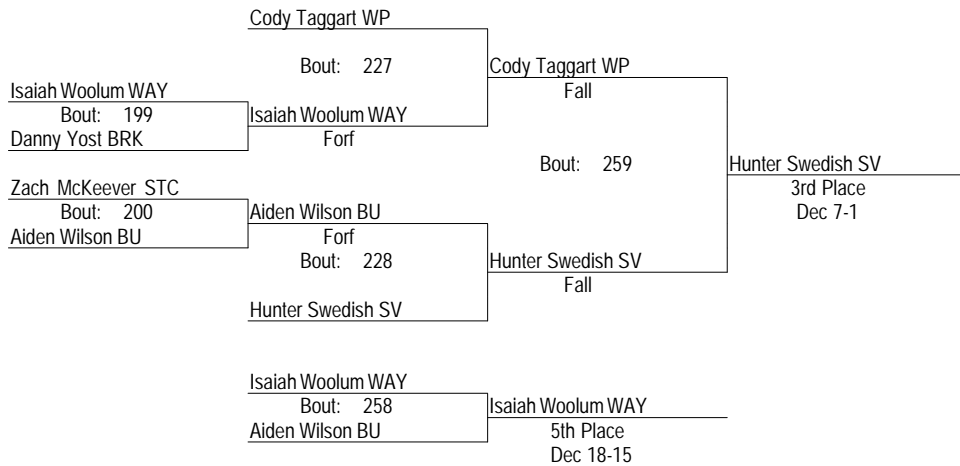 Cody Taggart WP
Bout: 227
Cody Taggart WP
Fall
Isaiah Woolum WAY
Bout: 199
Isaiah Woolum WAY
Danny Yost BRK
Forf
Bout: 259
Hunter Swedish SV
3rd Place
Dec 7-1
Zach McKeever STC
Bout: 200
Aiden Wilson BU
Aiden Wilson BU
Forf
Bout: 228
Hunter Swedish SV
Fall
Hunter Swedish SV
Isaiah Woolum WAY
Bout: 258
Isaiah Woolum WAY
Aiden Wilson BU
5th Place
Dec 18-15